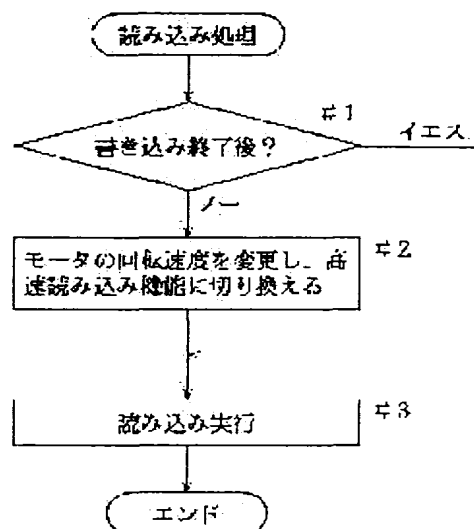 読み込み処理
#1
書き込み終了後？
イエス
ノー
モータの回転速度を変更し、高
速読み込み機能に切り換える
#2
読み込み実行
#3
エンド